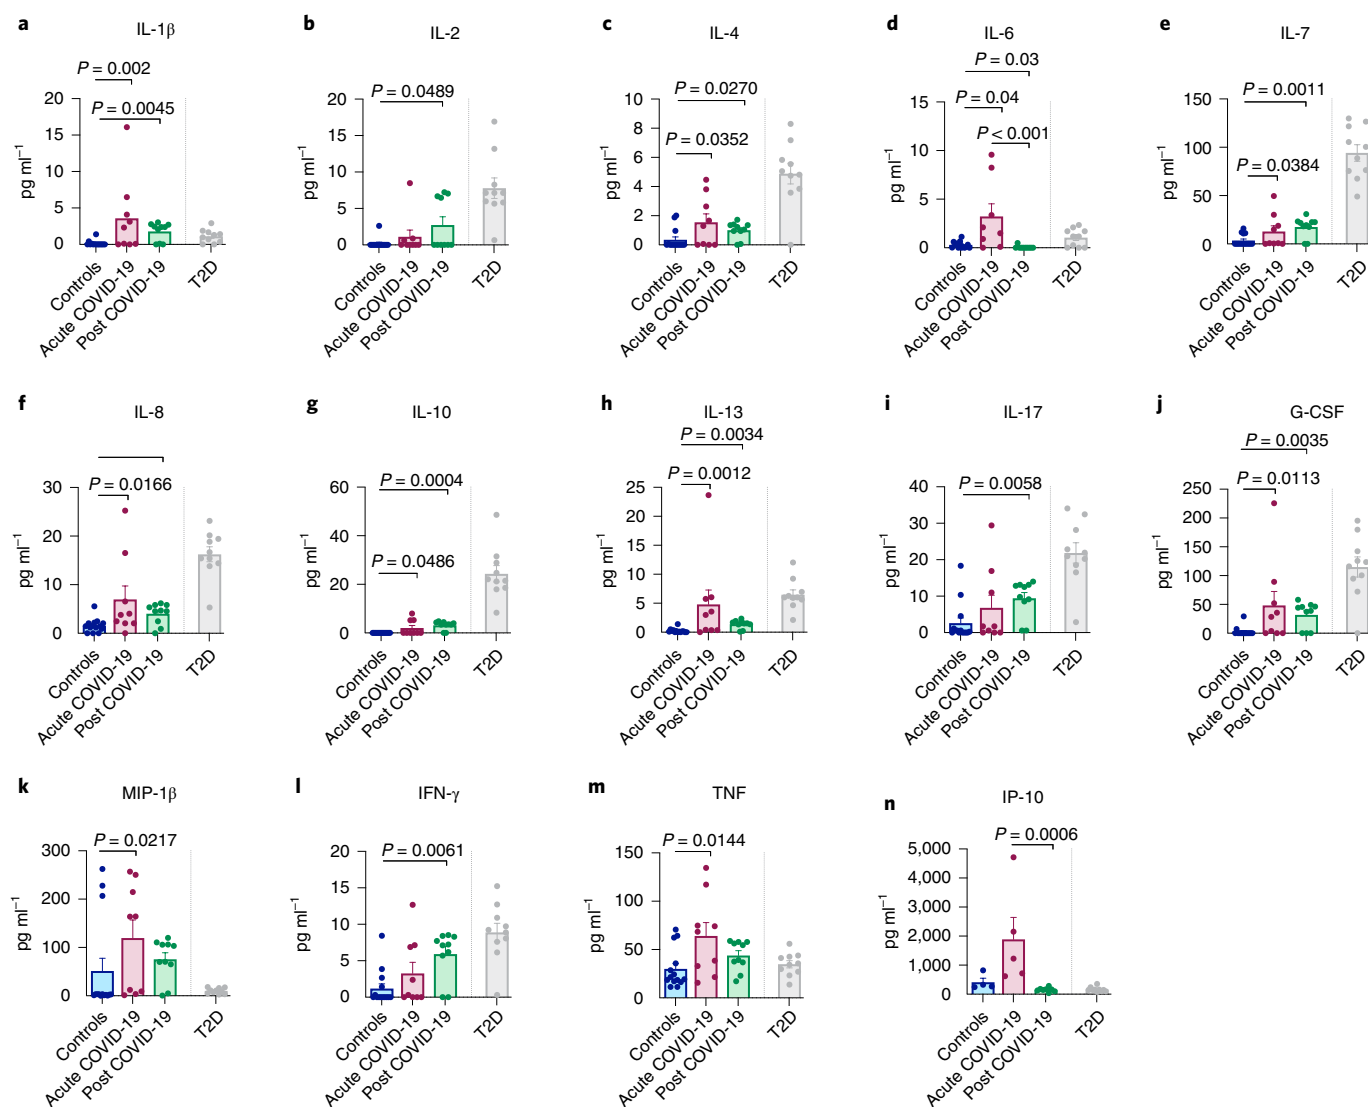 a IL-1β
P = 0.002
P = 0.0045
pg ml⁻¹
20
15
10
5
0
Controls
Acute COVID-19
Post COVID-19
T2D
b IL-2
P = 0.0489
pg ml⁻¹
20
15
10
5
0
Controls
Acute COVID-19
Post COVID-19
T2D
c IL-4
P = 0.0270
P = 0.0352
pg ml⁻¹
10
8
6
4
2
0
Controls
Acute COVID-19
Post COVID-19
T2D
d IL-6
P = 0.03
P = 0.04
P < 0.001
pg ml⁻¹
15
10
5
0
Controls
Acute COVID-19
Post COVID-19
T2D
e IL-7
P = 0.0011
P = 0.0384
pg ml⁻¹
150
100
50
0
Controls
Acute COVID-19
Post COVID-19
T2D
f IL-8
P = 0.0166
pg ml⁻¹
30
20
10
0
Controls
Acute COVID-19
Post COVID-19
T2D
g IL-10
P = 0.0004
P = 0.0486
pg ml⁻¹
60
40
20
0
Controls
Acute COVID-19
Post COVID-19
T2D
h IL-13
P = 0.0034
P = 0.0012
pg ml⁻¹
25
20
15
10
5
0
Controls
Acute COVID-19
Post COVID-19
T2D
i IL-17
P = 0.0058
pg ml⁻¹
40
30
20
10
0
Controls
Acute COVID-19
Post COVID-19
T2D
j G-CSF
P = 0.0035
P = 0.0113
pg ml⁻¹
250
200
150
100
50
0
Controls
Acute COVID-19
Post COVID-19
T2D
k MIP-1β
P = 0.0217
pg ml⁻¹
300
200
100
0
Controls
Acute COVID-19
Post COVID-19
T2D
l IFN-γ
P = 0.0061
pg ml⁻¹
20
15
10
5
0
Controls
Acute COVID-19
Post COVID-19
T2D
m TNF
P = 0.0144
pg ml⁻¹
150
100
50
0
Controls
Acute COVID-19
Post COVID-19
T2D
n IP-10
P = 0.0006
pg ml⁻¹
5,000
4,000
3,000
2,000
1,000
0
Controls
Acute COVID-19
Post COVID-19
T2D